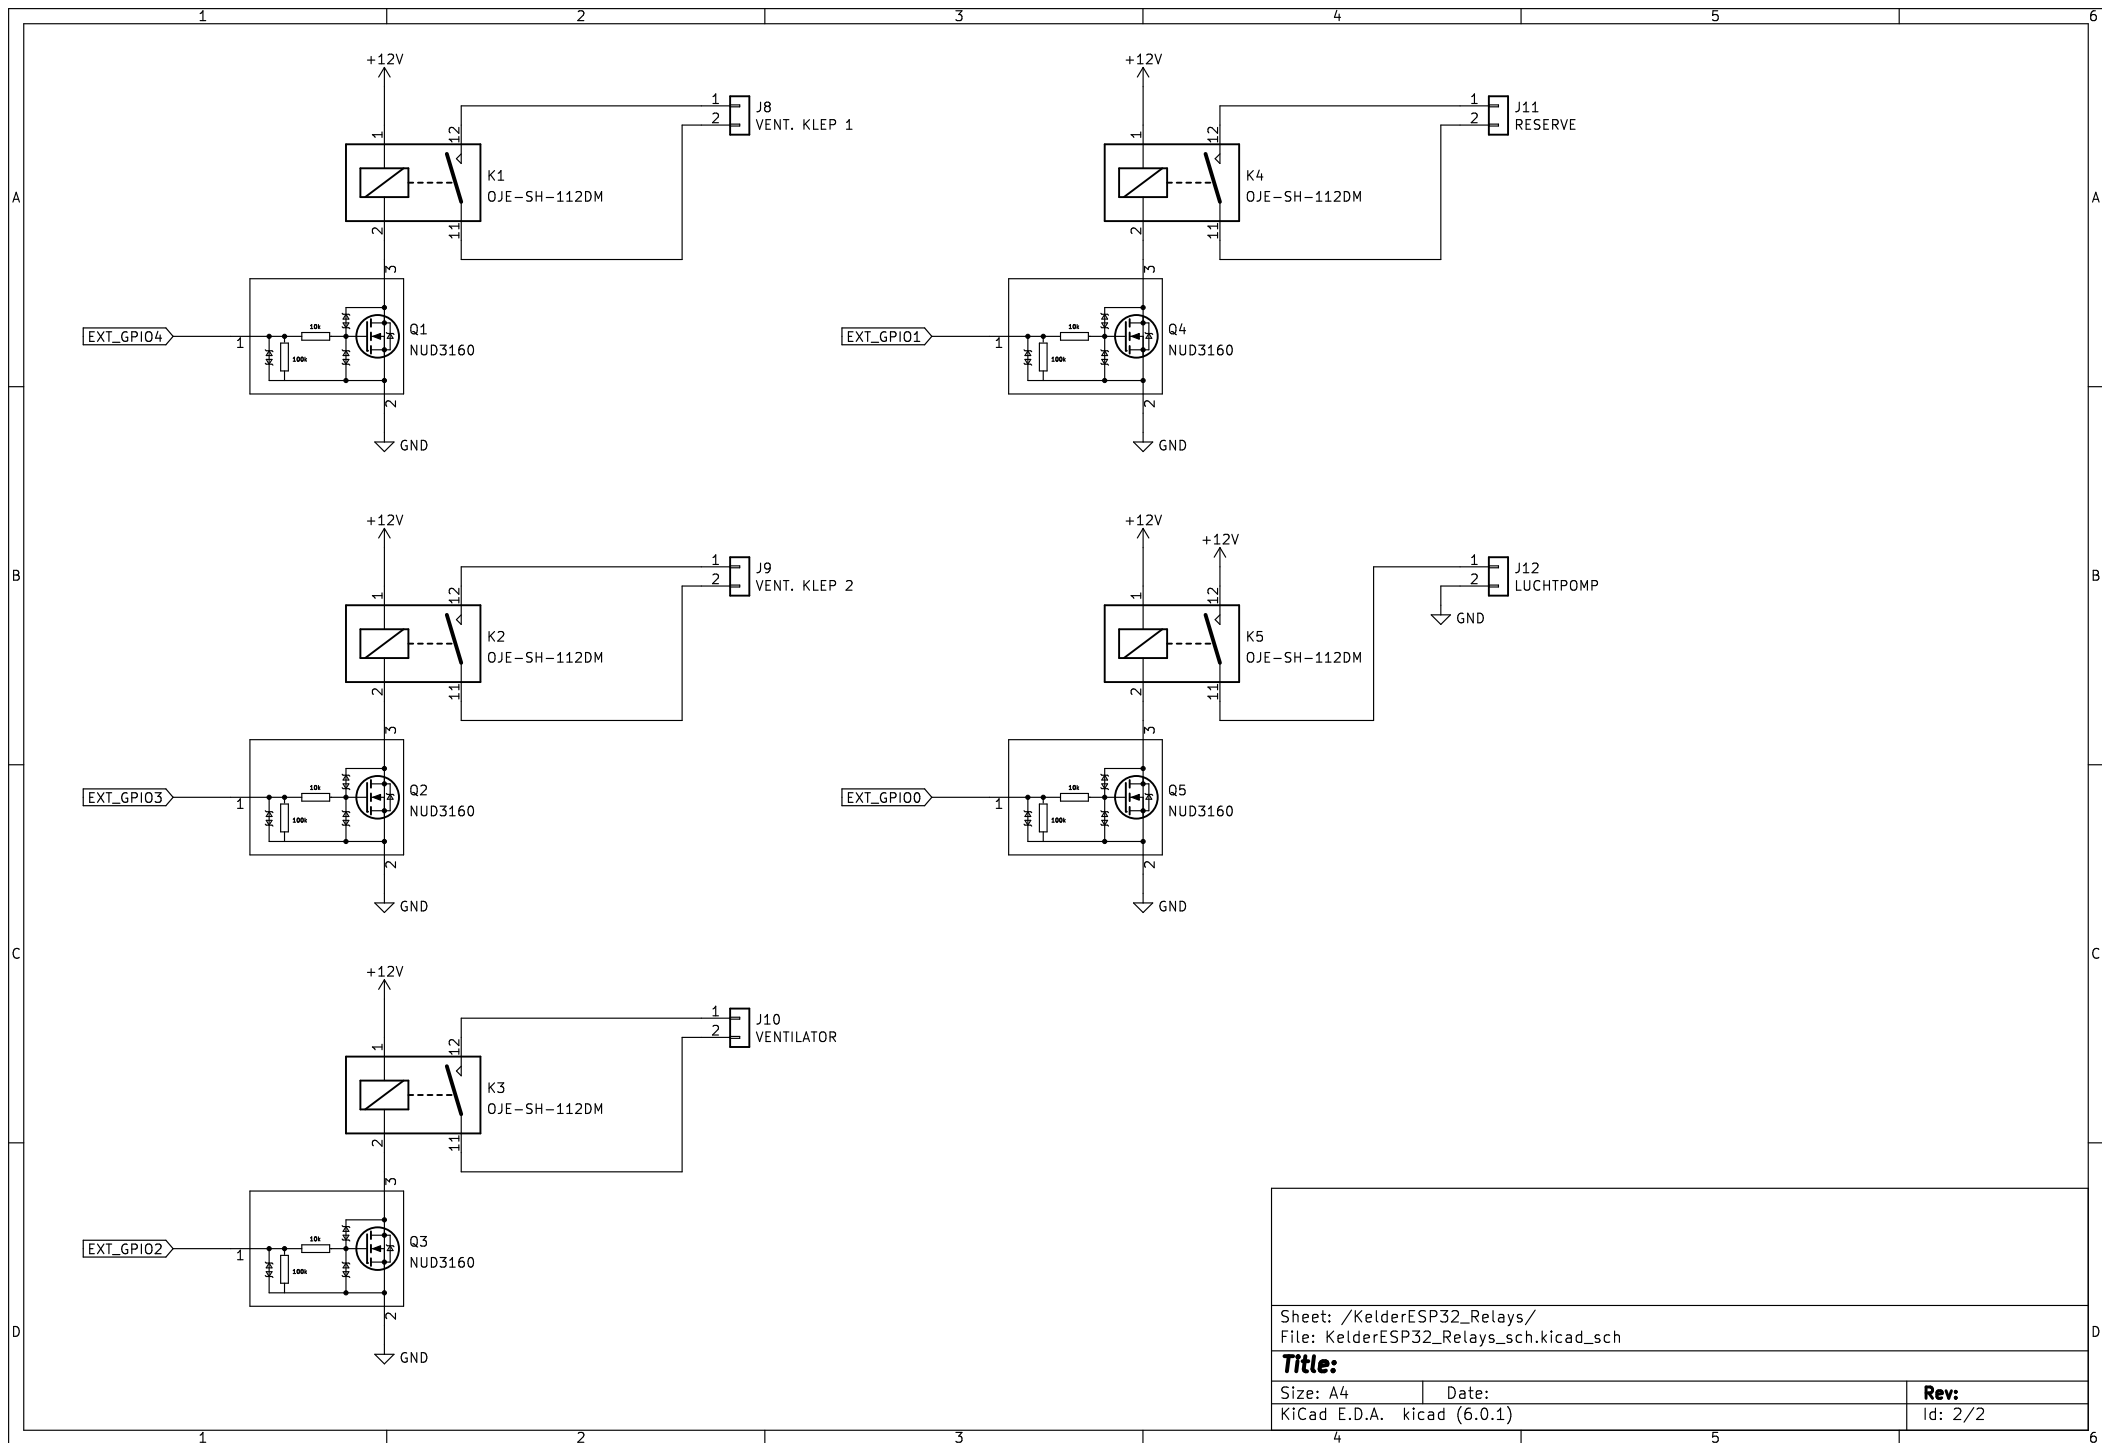 1 2 3 4 5 6
A
B
C
D
A
B
C
D
+12V
1
12
2
11
K1
OJE-SH-112DM
1
2
J8
VENT. KLEP 1
EXT_GPIO4
1
3
10k
100k
2
Q1
NUD3160
GND
+12V
1
12
2
11
K4
OJE-SH-112DM
1
2
J11
RESERVE
EXT_GPIO1
1
3
10k
100k
2
Q4
NUD3160
GND
+12V
1
12
2
11
K2
OJE-SH-112DM
1
2
J9
VENT. KLEP 2
EXT_GPIO3
1
3
10k
100k
2
Q2
NUD3160
GND
+12V
+12V
1
12
2
11
K5
OJE-SH-112DM
1
2
J12
LUCHTPOMP
GND
EXT_GPIO0
1
3
10k
100k
2
Q5
NUD3160
GND
+12V
1
12
2
11
K3
OJE-SH-112DM
1
2
J10
VENTILATOR
EXT_GPIO2
1
3
10k
100k
2
Q3
NUD3160
GND
Sheet: /KelderESP32_Relays/
File: KelderESP32_Relays_sch.kicad_sch
Title:
Size: A4 Date: Rev:
KiCad E.D.A. kicad (6.0.1) Id: 2/2
1 2 3 4 5 6